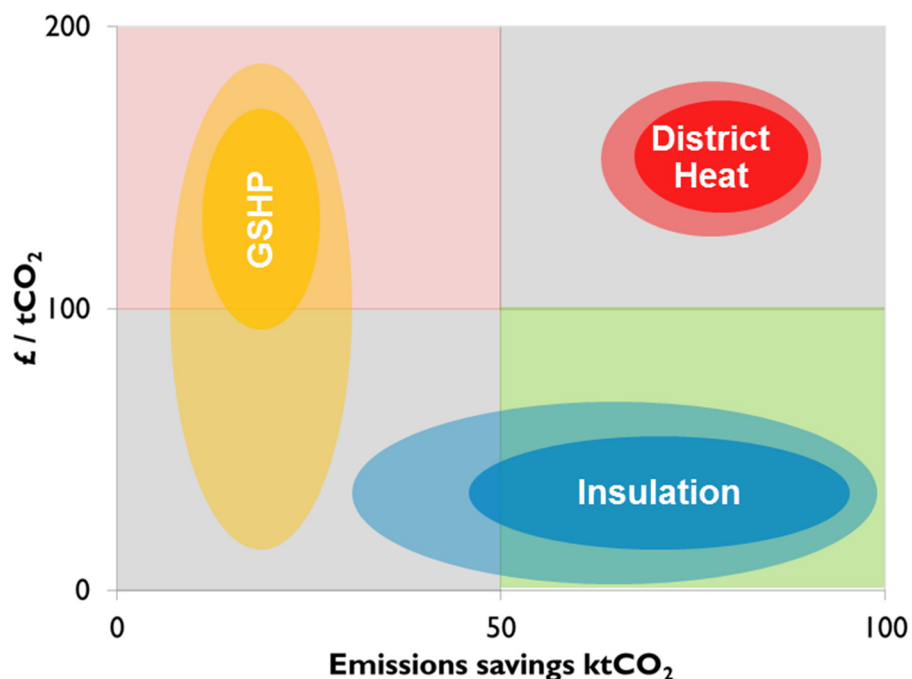 200
District
Heat
GSHP
£ / tCO₂
100
Insulation
0
0
50
100
Emissions savings ktCO₂